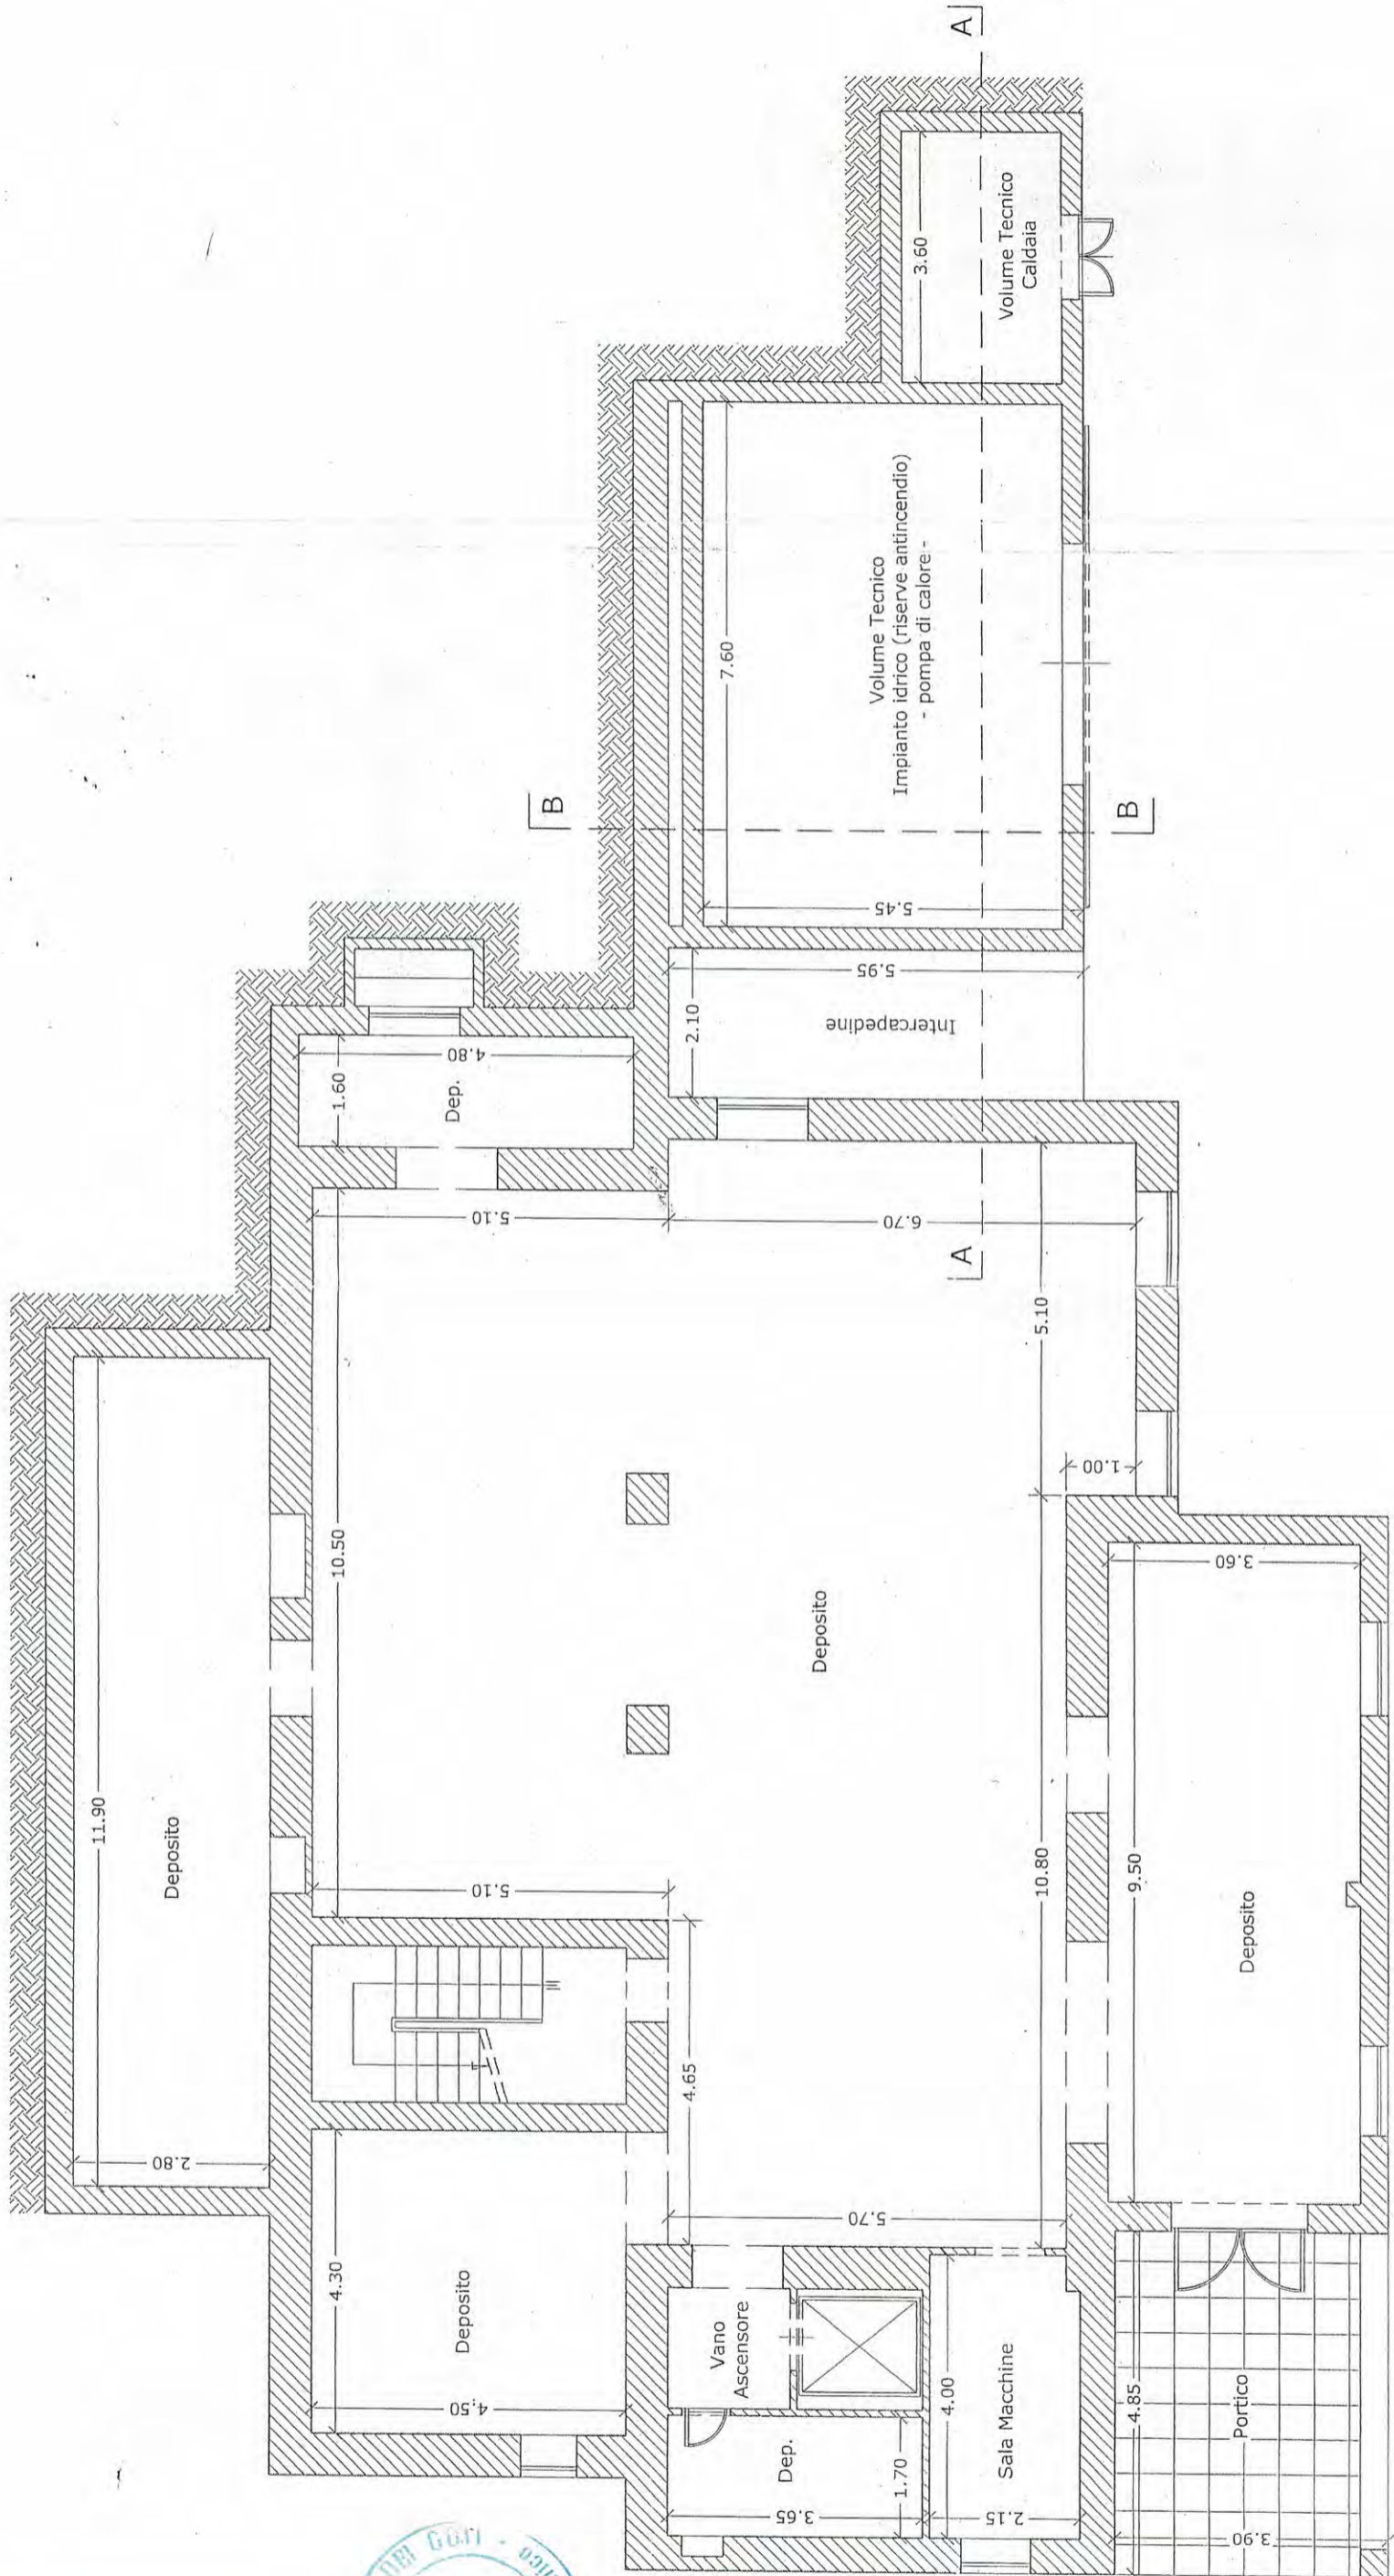 A
A
B
B
3.60
Volume Tecnico
Caldaia
7.60
5.45
Volume Tecnico
Impianto idrico (riserve antincendio)
- pompa di calore -
5.95
2.10
Intercapedine
4.80
1.60
Dep.
5.10
6.70
5.10
1.00
10.50
Deposito
11.90
Deposito
2.80
5.10
4.65
10.80
5.70
3.60
9.50
Deposito
4.30
4.50
Deposito
Vano
Ascensore
Dep.
1.70
3.65
4.00
2.15
Sala Macchine
4.85
3.90
Portico
DEI GOTI